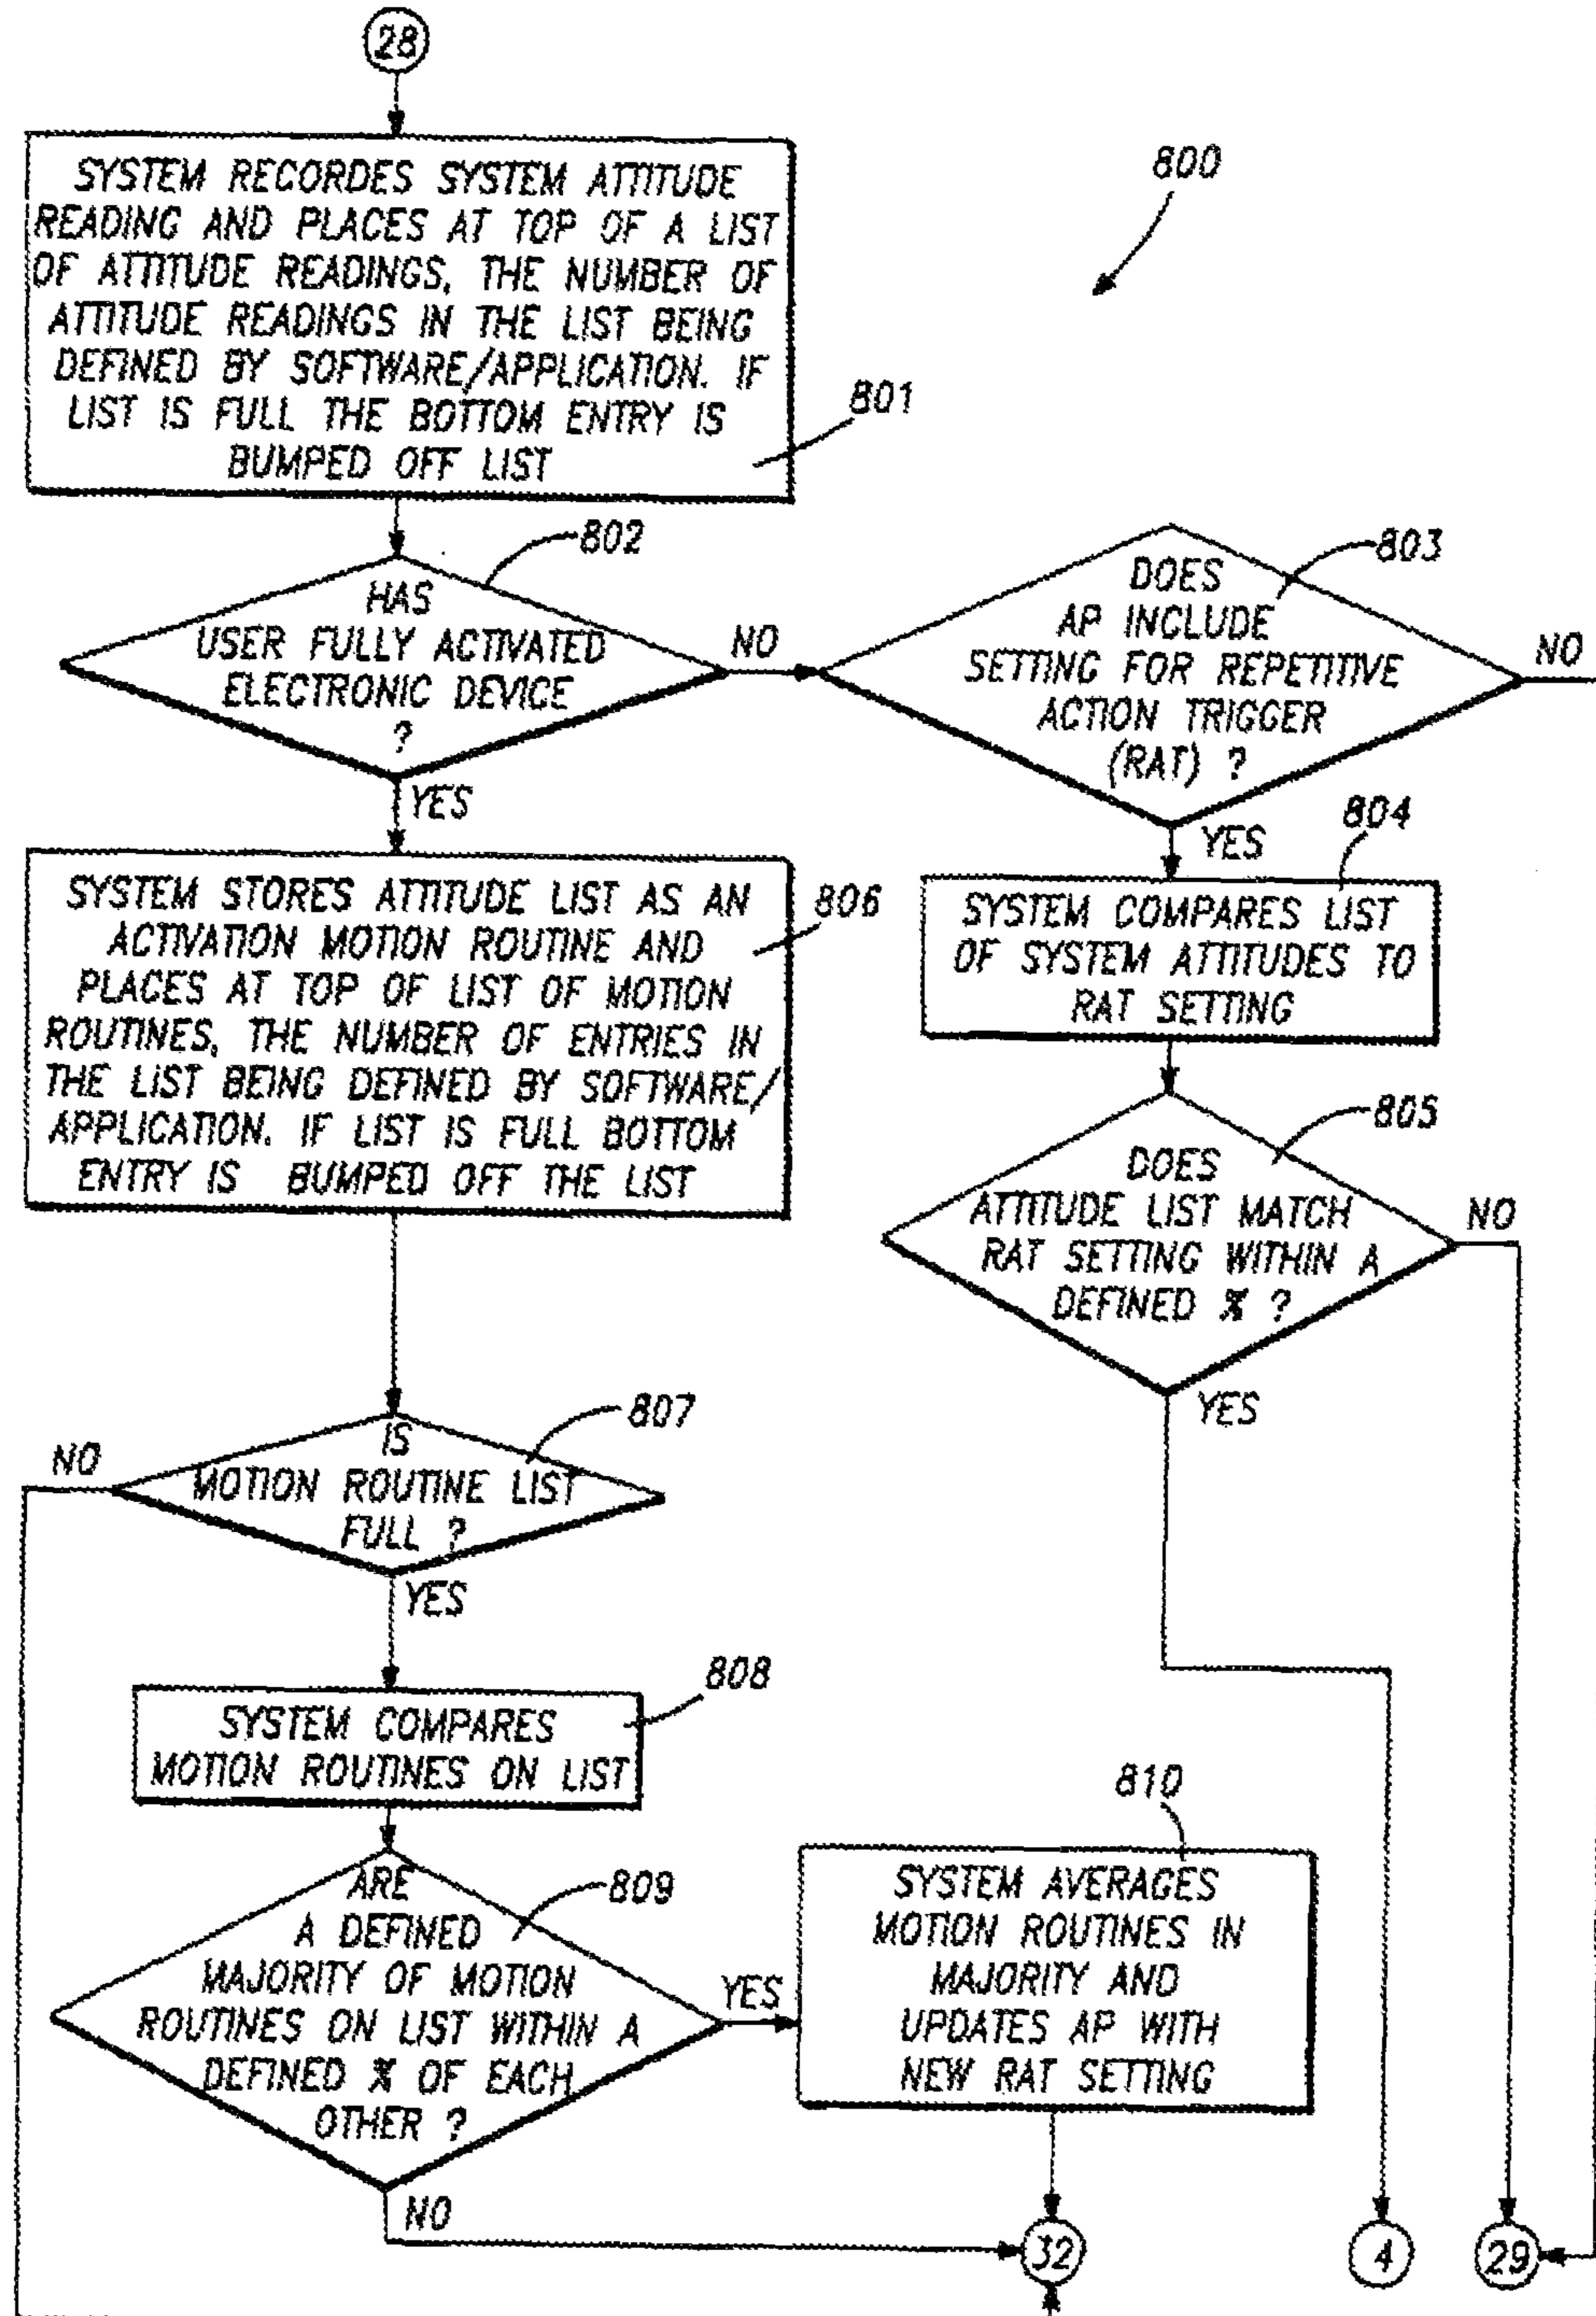 28
SYSTEM RECORDES SYSTEM ATTITUDE
READING AND PLACES AT TOP OF A LIST
OF ATTITUDE READINGS, THE NUMBER OF
ATTITUDE READINGS IN THE LIST BEING
DEFINED BY SOFTWARE/APPLICATION. IF
LIST IS FULL THE BOTTOM ENTRY IS
BUMPED OFF LIST
801
800
802
HAS
USER FULLY ACTIVATED
ELECTRONIC DEVICE
?
NO
YES
803
DOES
AP INCLUDE
SETTING FOR REPETITIVE
ACTION TRIGGER
(RAT) ?
NO
YES
804
SYSTEM COMPARES LIST
OF SYSTEM ATTITUDES TO
RAT SETTING
805
DOES
ATTITUDE LIST MATCH
RAT SETTING WITHIN A
DEFINED % ?
NO
YES
806
SYSTEM STORES ATTITUDE LIST AS AN
ACTIVATION MOTION ROUTINE AND
PLACES AT TOP OF LIST OF MOTION
ROUTINES, THE NUMBER OF ENTRIES IN
THE LIST BEING DEFINED BY SOFTWARE/
APPLICATION. IF LIST IS FULL BOTTOM
ENTRY IS BUMPED OFF THE LIST
807
IS
MOTION ROUTINE LIST
FULL ?
NO
YES
808
SYSTEM COMPARES
MOTION ROUTINES ON LIST
809
ARE
A DEFINED
MAJORITY OF MOTION
ROUTINES ON LIST WITHIN A
DEFINED % OF EACH
OTHER ?
YES
NO
810
SYSTEM AVERAGES
MOTION ROUTINES IN
MAJORITY AND
UPDATES AP WITH
NEW RAT SETTING
32
4
29